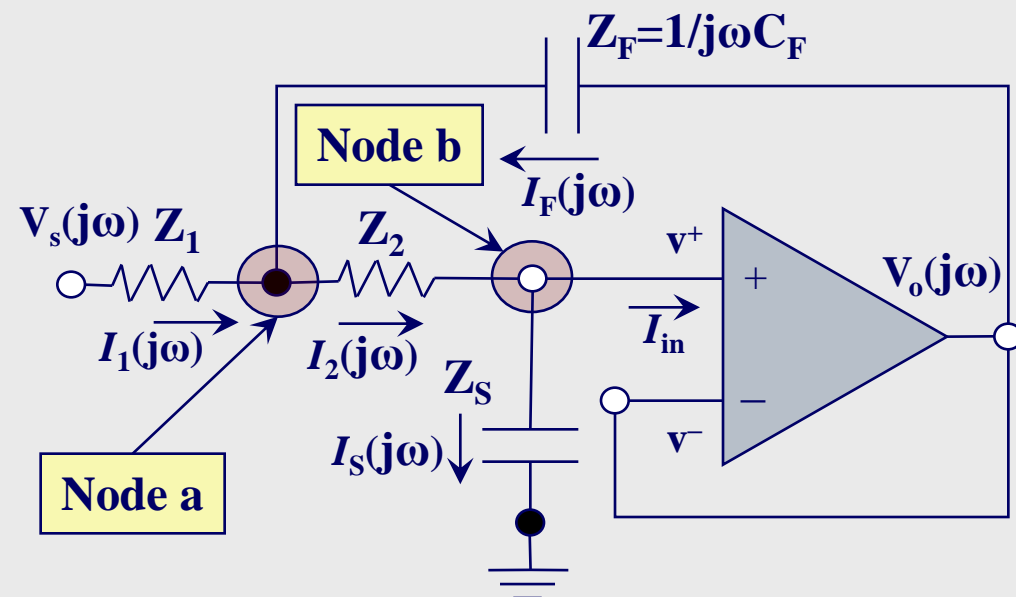 Z_F=1/jωC_F
Node b
I_F(jω)
V_s(jω)
Z_1
Z_2
v^+
+
V_o(jω)
I_1(jω)
I_2(jω)
I_in
Z_S
−
v^−
I_S(jω)
Node a